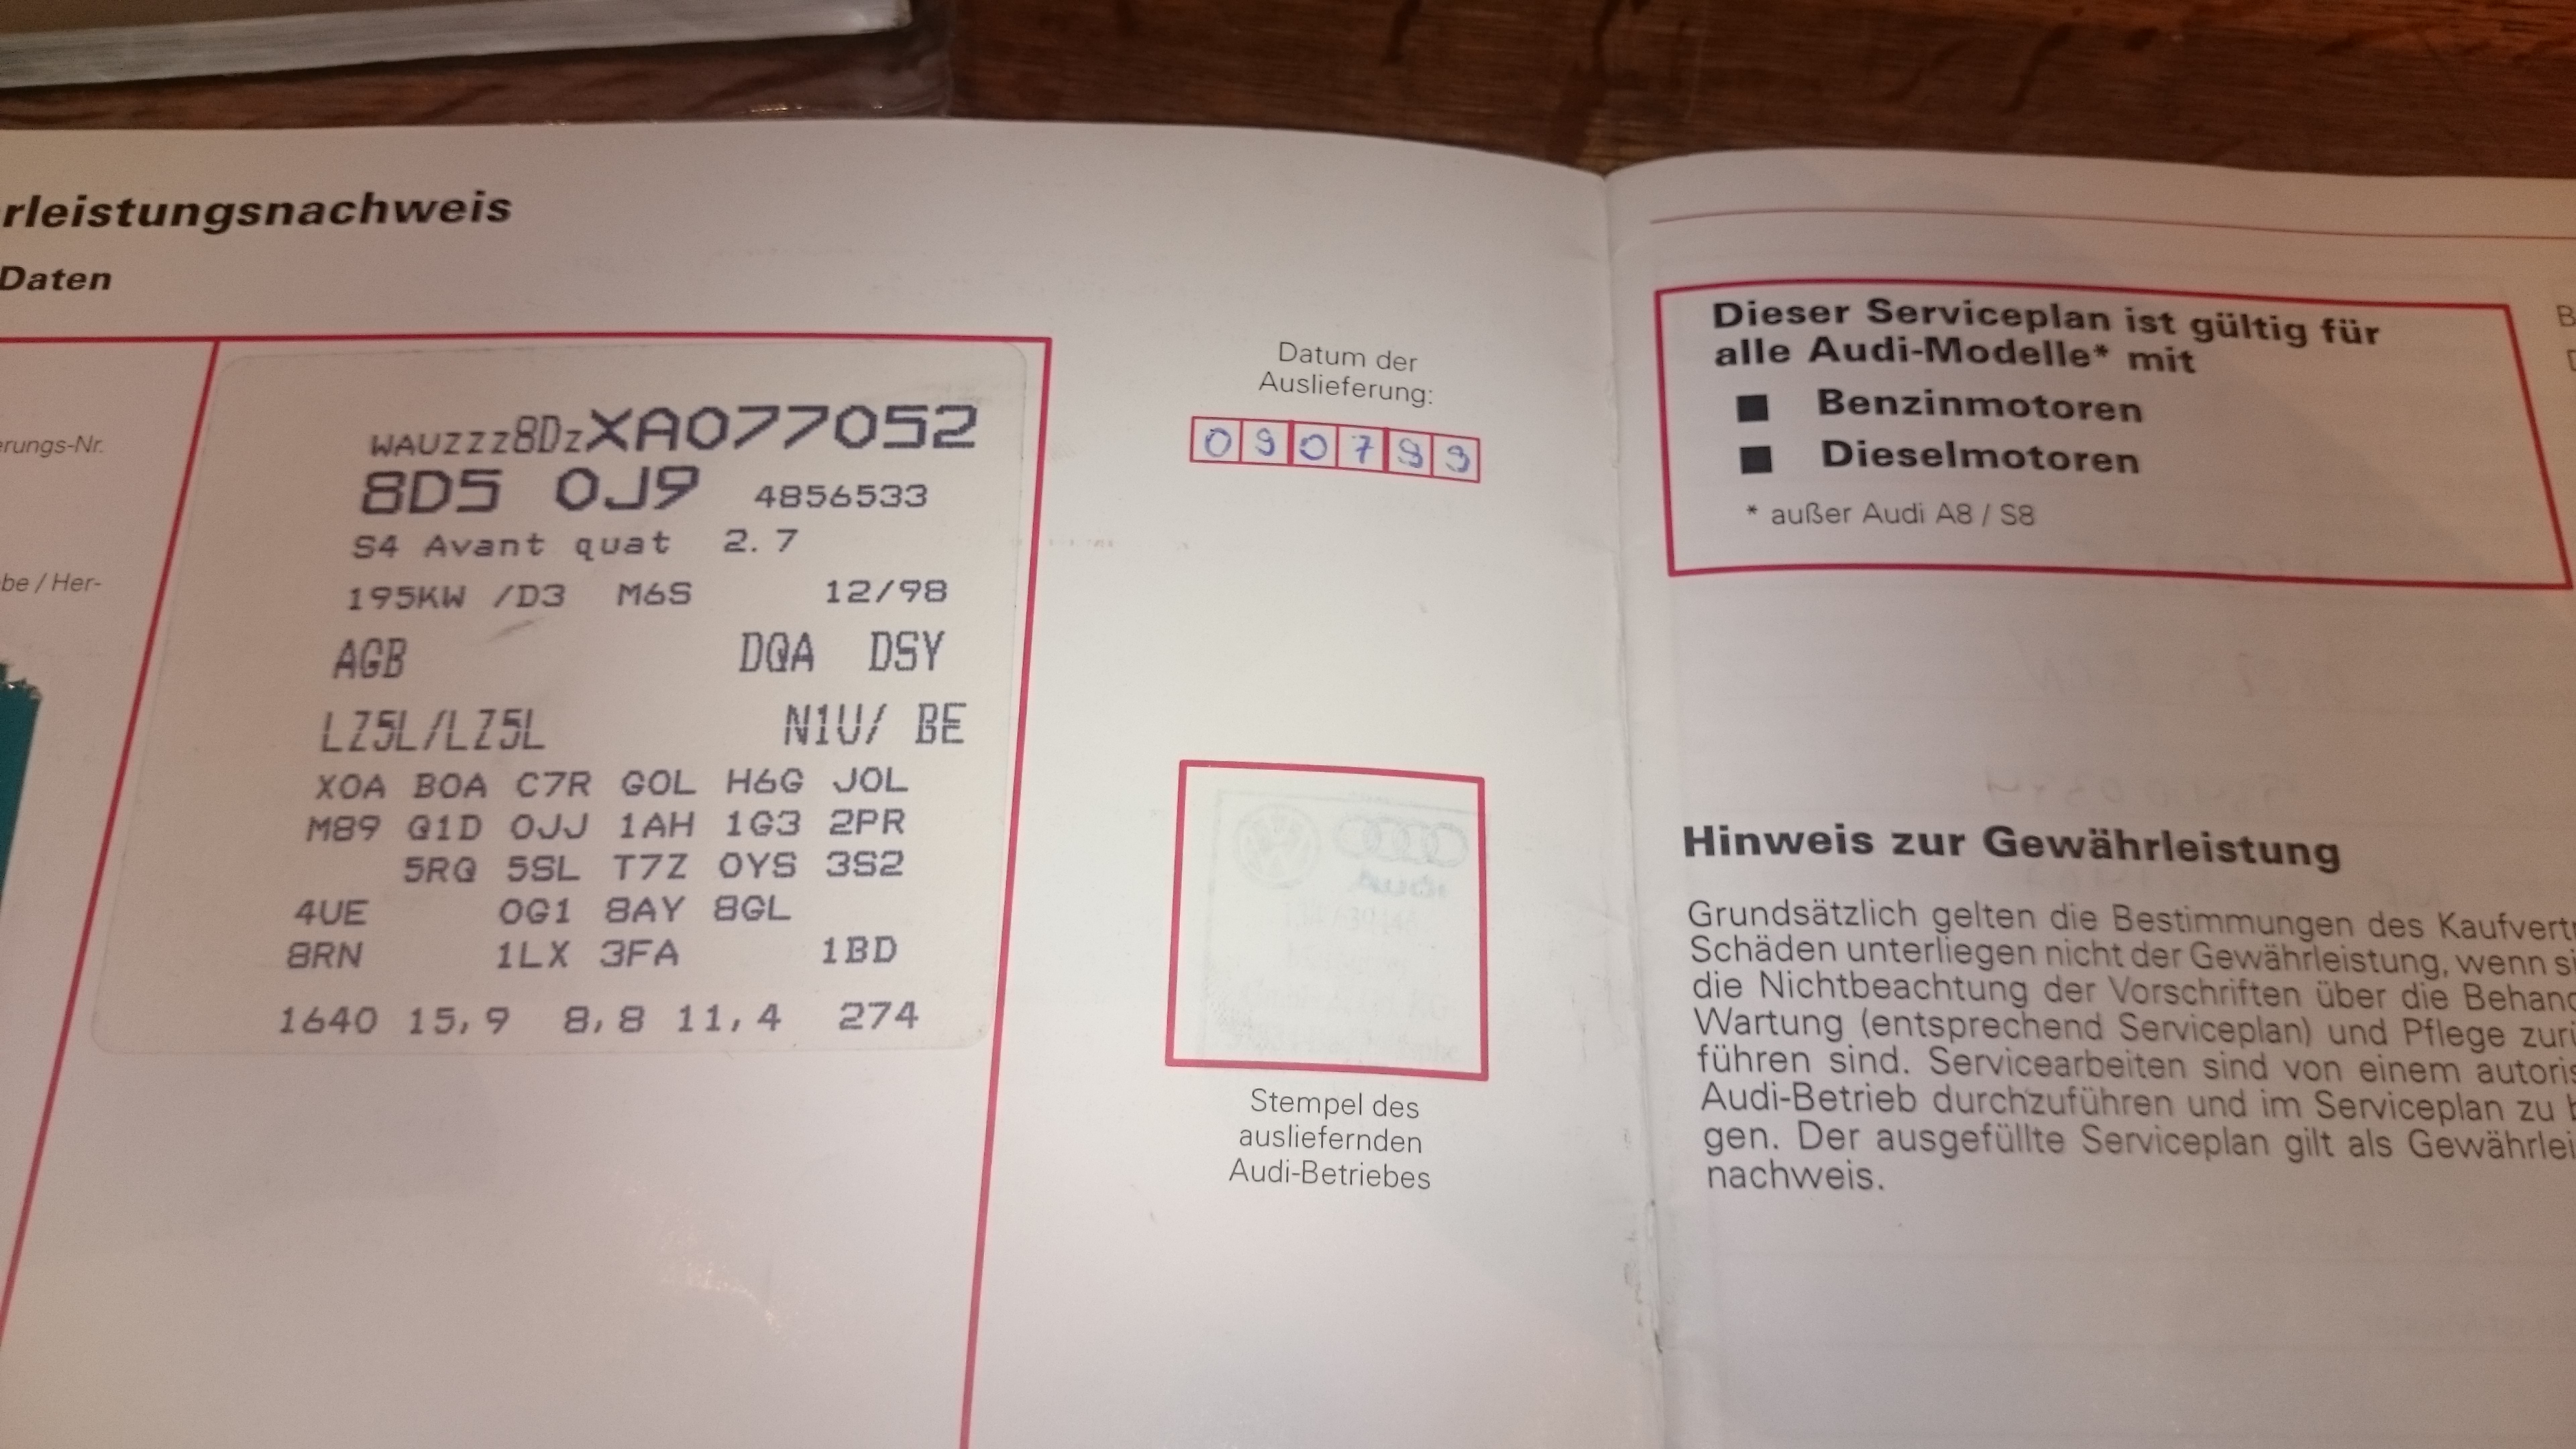 rleistungsnachweis
Daten
erungs-Nr.
be / Her-
WAUZZZ8DZXA077052
8D5 0J9 4856533
S4 Avant quat 2.7
195KW /D3 M6S 12/98
AGB DQA DSY
LZ5L/LZ5L N1U/ BE
X0A B0A C7R G0L H6G J0L
M89 Q1D 0JJ 1AH 1G3 2PR
5RQ 5SL T7Z 0YS 3S2
4UE 0G1 8AY 8GL
8RN 1LX 3FA 1BD
1640 15,9 8,8 11,4 274
Datum der
Auslieferung:
090799
Stempel des
ausliefernden
Audi-Betriebes
Dieser Serviceplan ist gültig für
alle Audi-Modelle* mit
■ Benzinmotoren
■ Dieselmotoren
* außer Audi A8 / S8
Hinweis zur Gewährleistung
Grundsätzlich gelten die Bestimmungen des Kaufvertr
Schäden unterliegen nicht der Gewährleistung, wenn si
die Nichtbeachtung der Vorschriften über die Behand
Wartung (entsprechend Serviceplan) und Pflege zurü
führen sind. Servicearbeiten sind von einem autoris
Audi-Betrieb durchzuführen und im Serviceplan zu b
gen. Der ausgefüllte Serviceplan gilt als Gewährlei
nachweis.